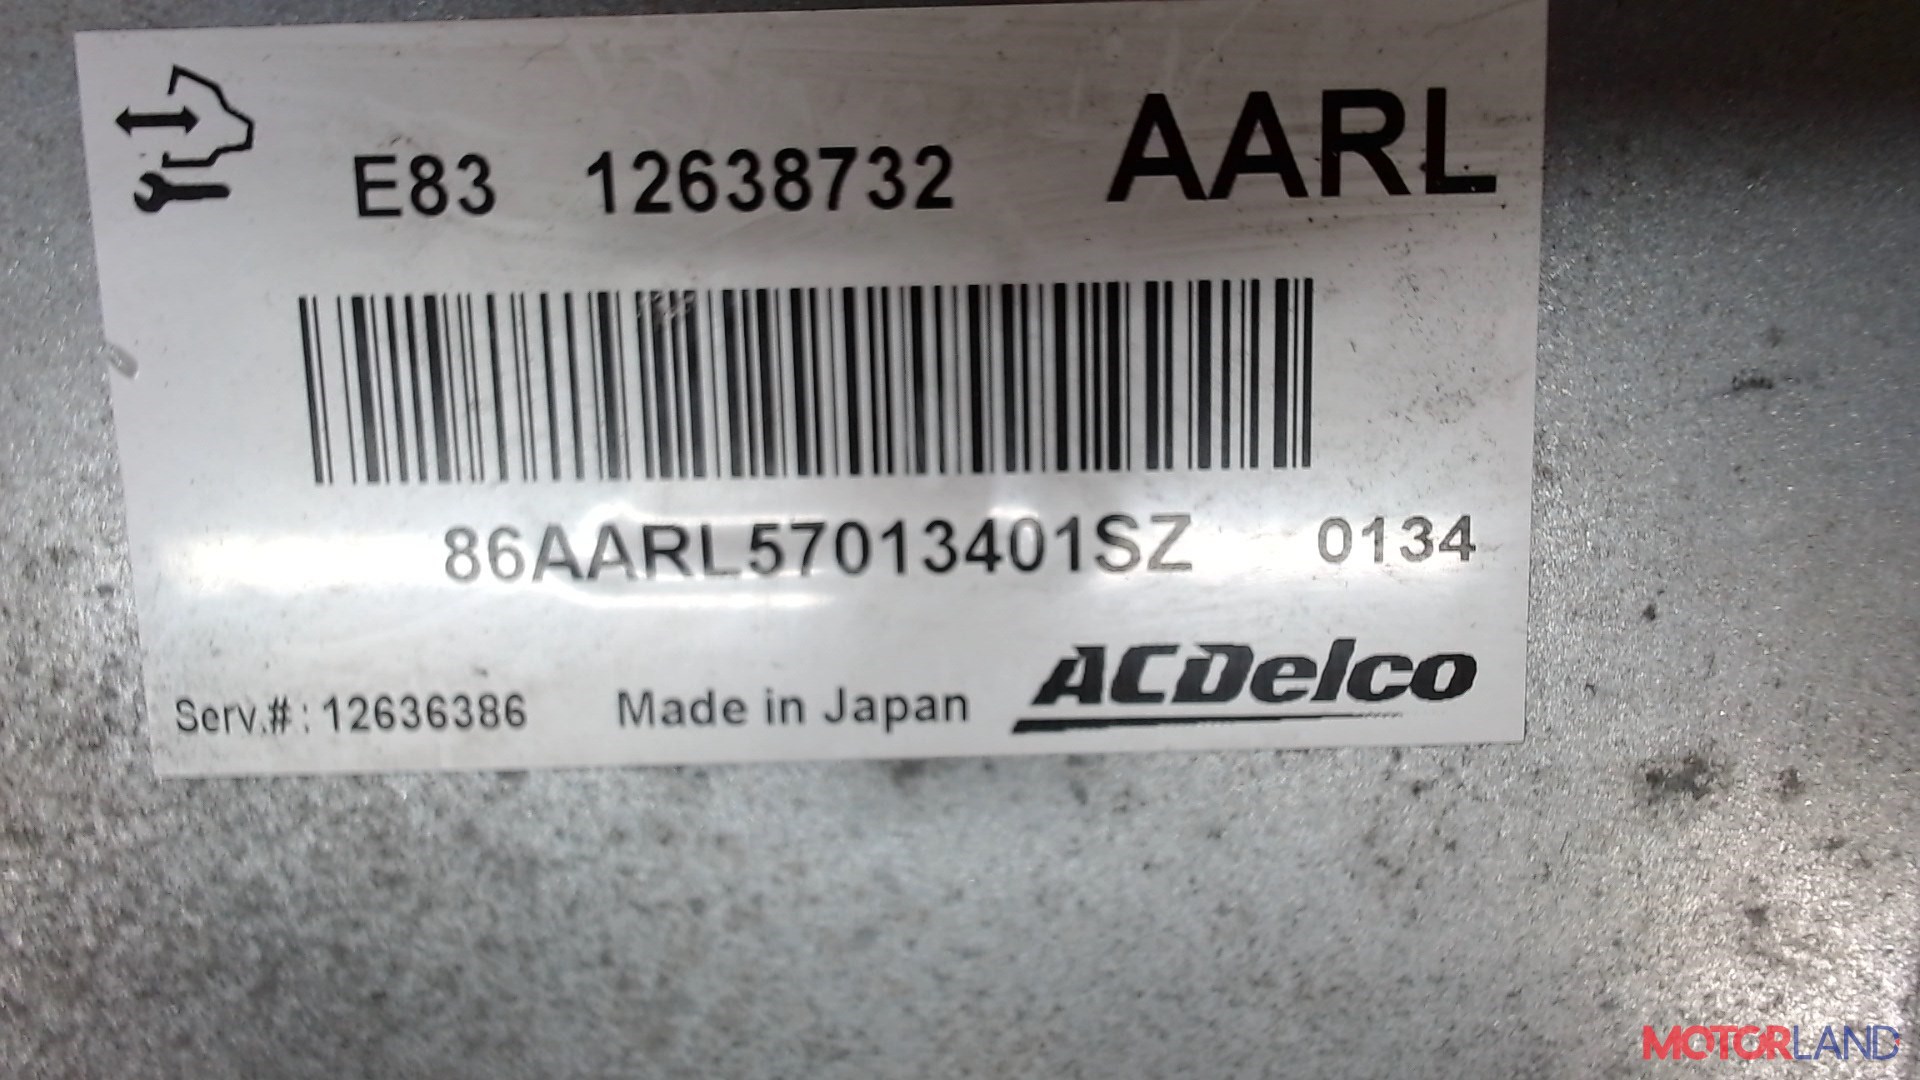 E83 12638732 AARL
86AARL57013401SZ 0134
Serv.#: 12636386 Made in Japan ACDelco
MOTORLAND